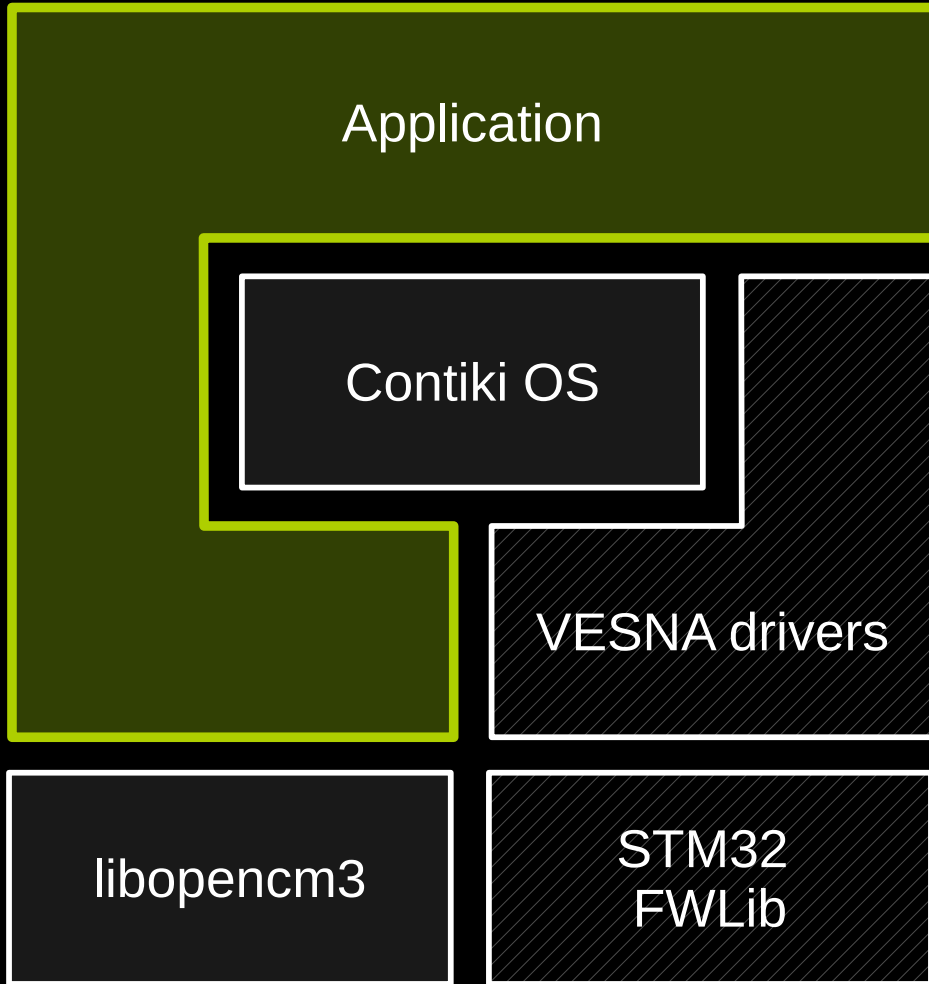 Application
Contiki OS
VESNA drivers
libopencm3
STM32
FWLib